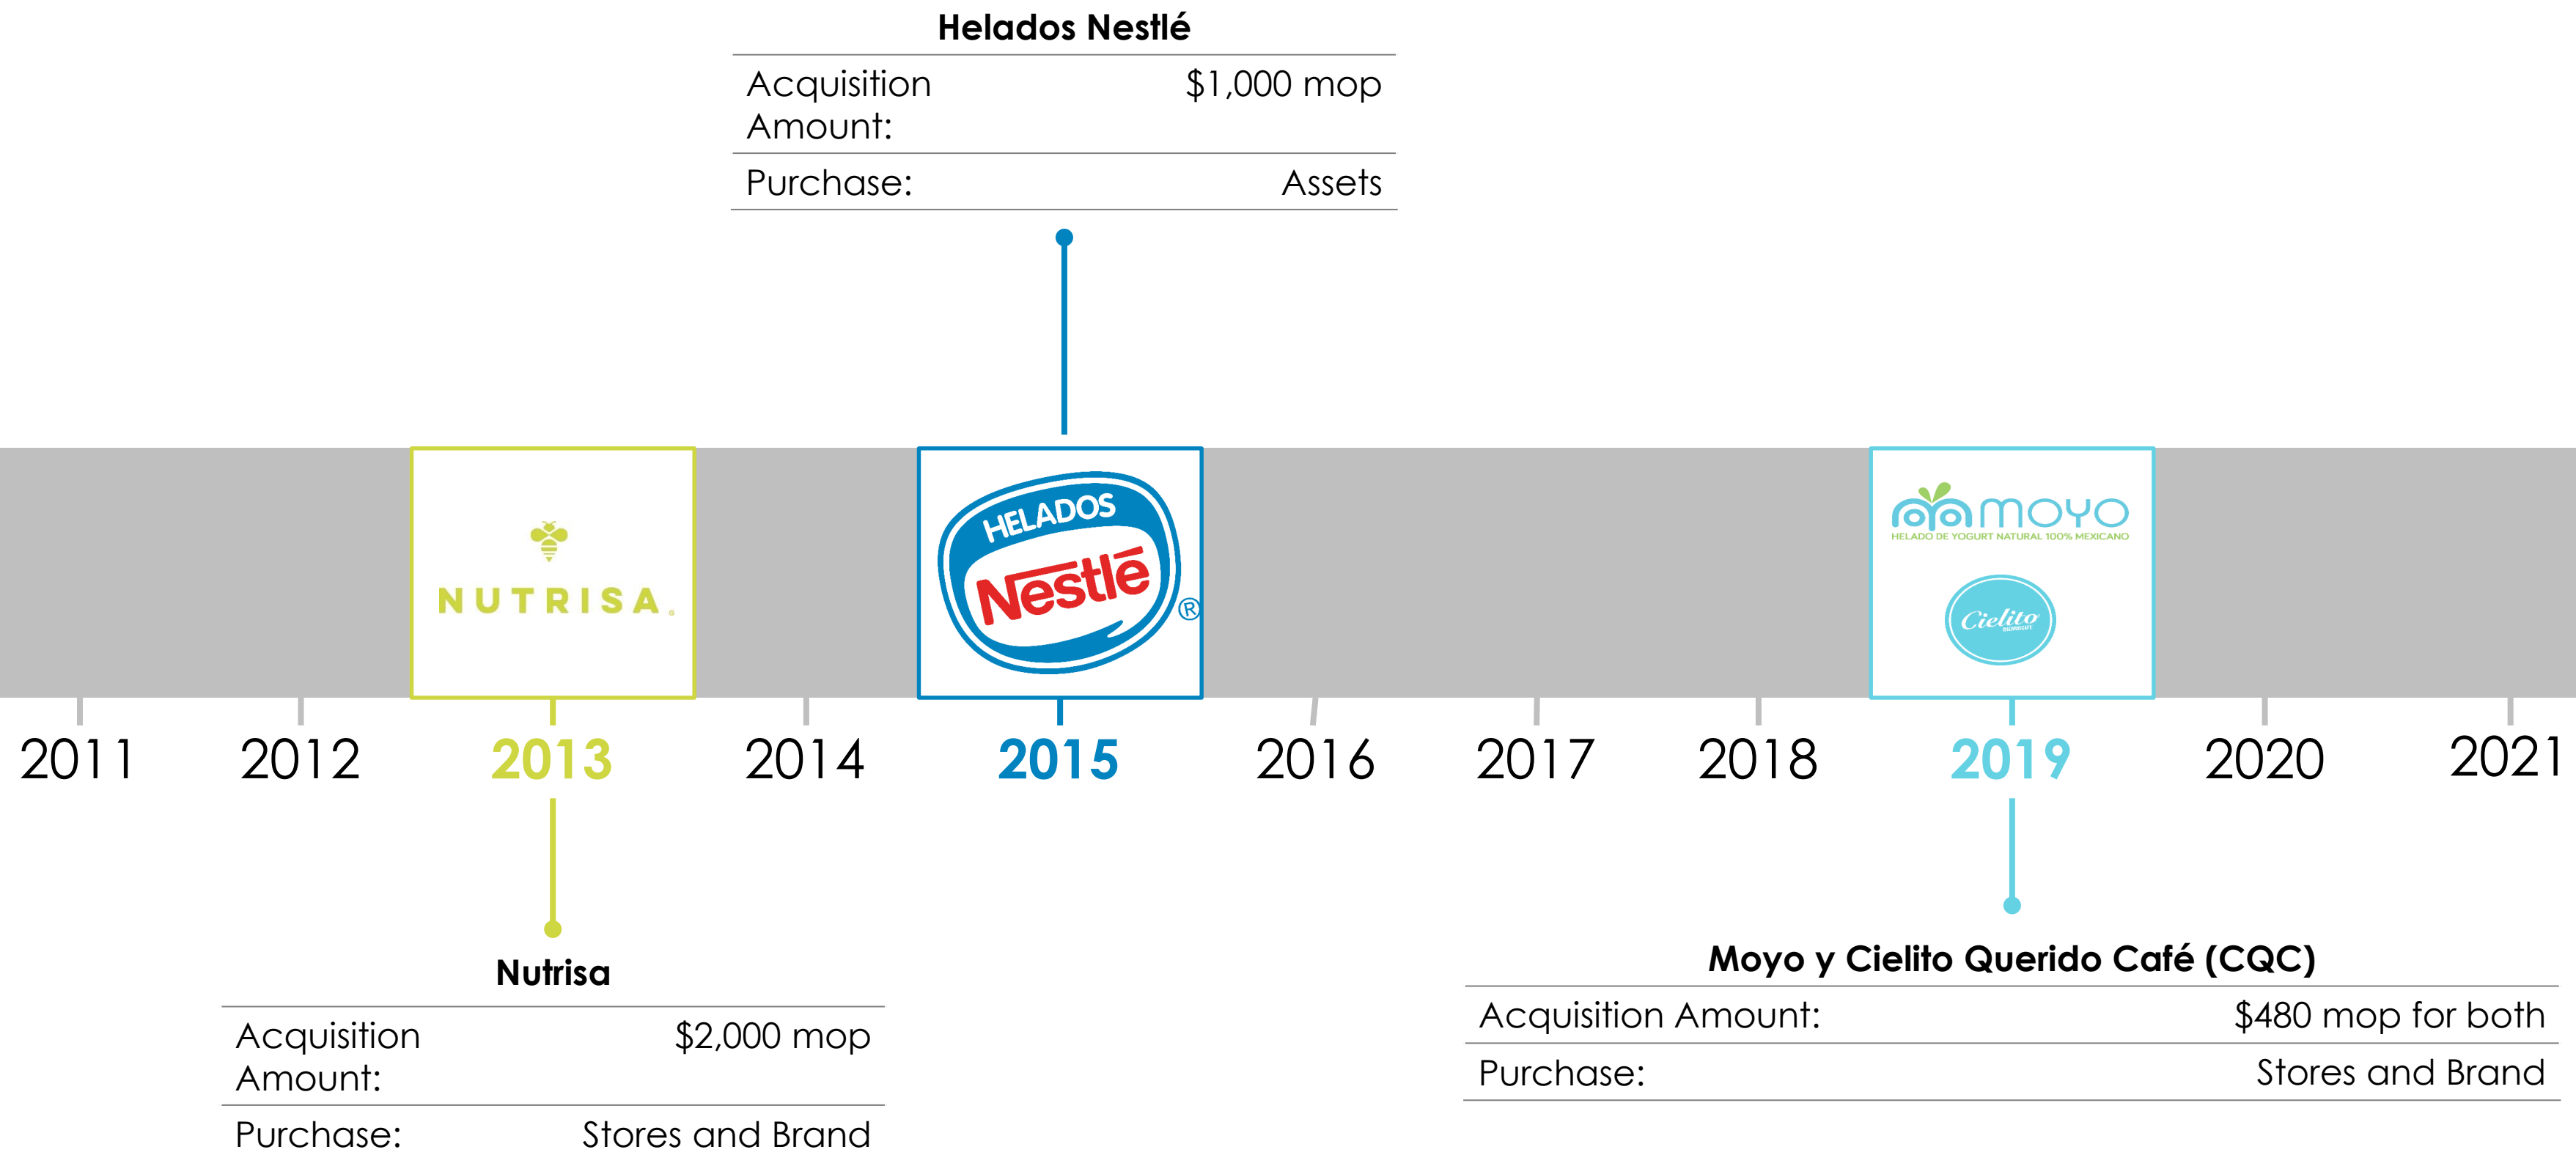 Helados Nestlé
Acquisition Amount: $1,000 mop
Purchase: Assets
HELADOS
Nestlé
®
NUTRISA
MOYO
HELADO DE YOGURT NATURAL 100% MEXICANO
Cielito
2011 2012 2013 2014 2015 2016 2017 2018 2019 2020 2021
Nutrisa
Acquisition Amount: $2,000 mop
Purchase: Stores and Brand
Moyo y Cielito Querido Café (CQC)
Acquisition Amount: $480 mop for both
Purchase: Stores and Brand